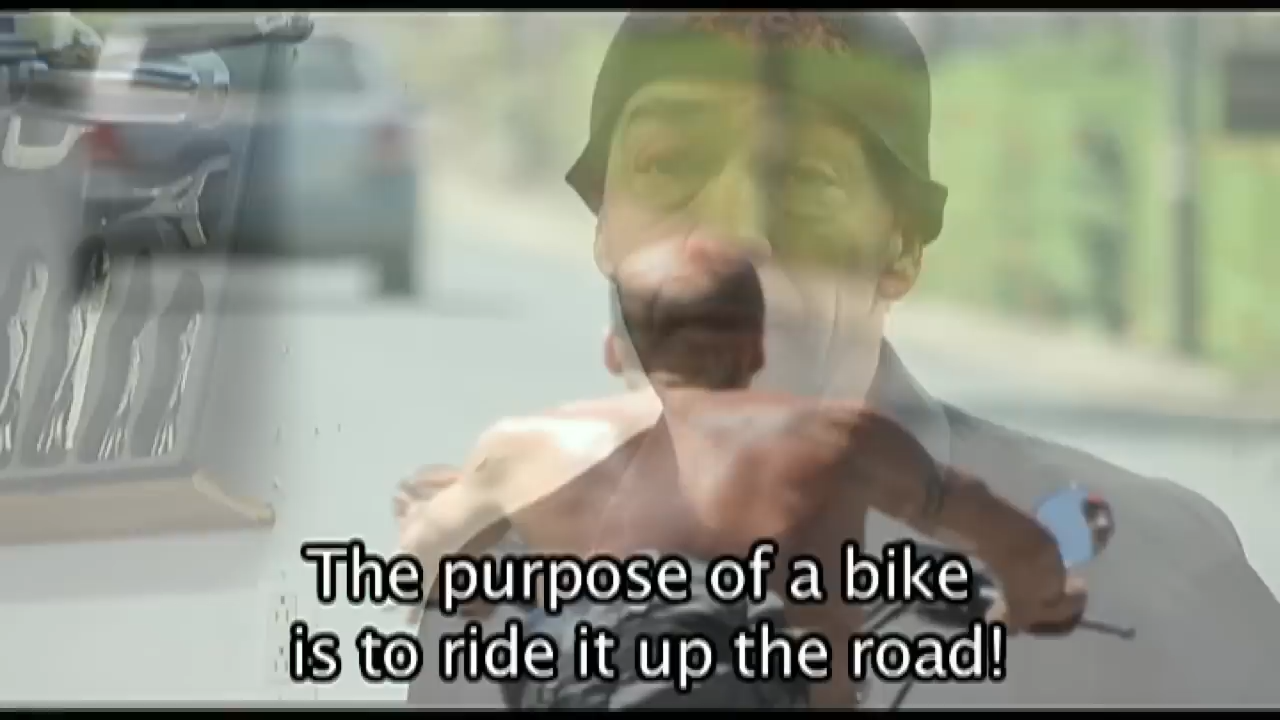 The purpose of a bike
is to ride it up the road!